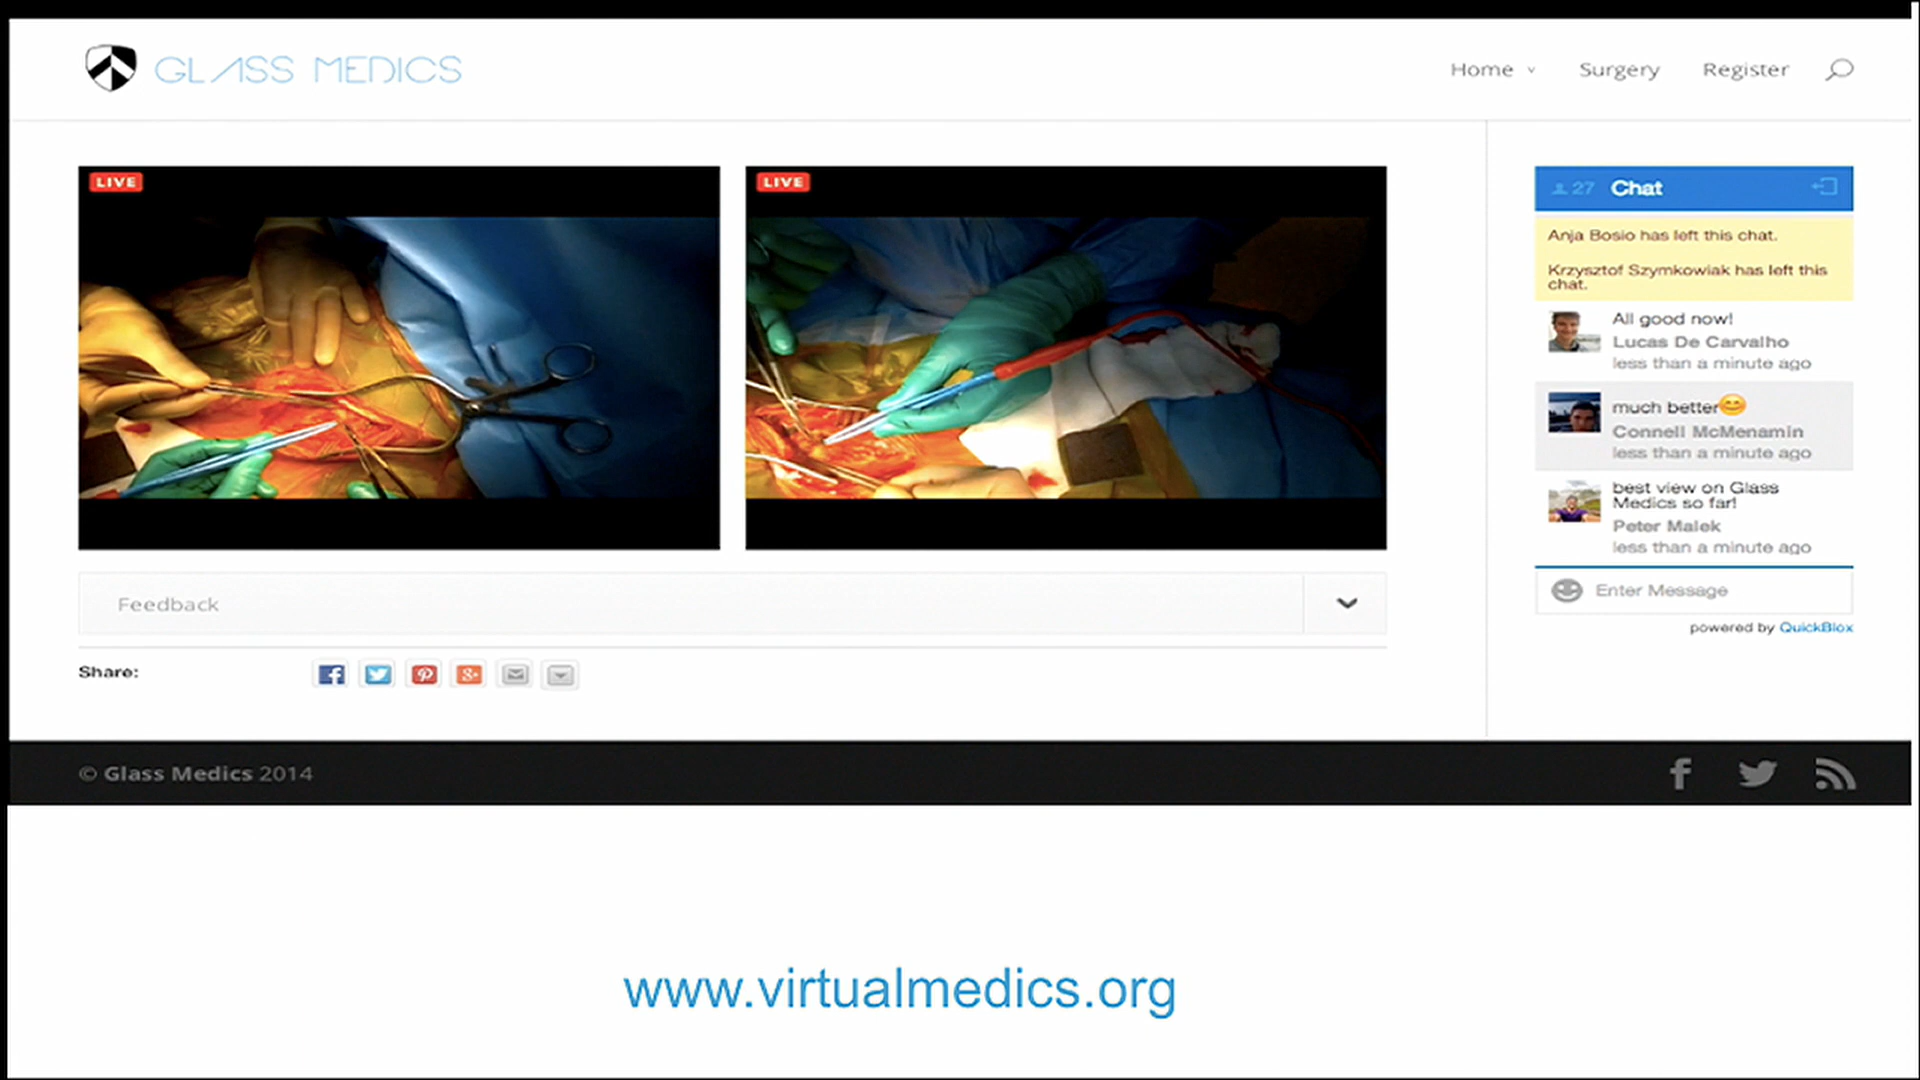 GLASS MEDICS
Home
Surgery
Register
LIVE
LIVE
27 Chat
Anja Bosio has left this chat.
Krzysztof Szymkowiak has left this
chat.
All good now!
Lucas De Carvalho
less than a minute ago
much better😊
Connell McMenamin
less than a minute ago
best view on Glass
Medics so far!
Peter Malek
less than a minute ago
Enter Message
powered by QuickBlox
Feedback
Share:
© Glass Medics 2014
www.virtualmedics.org